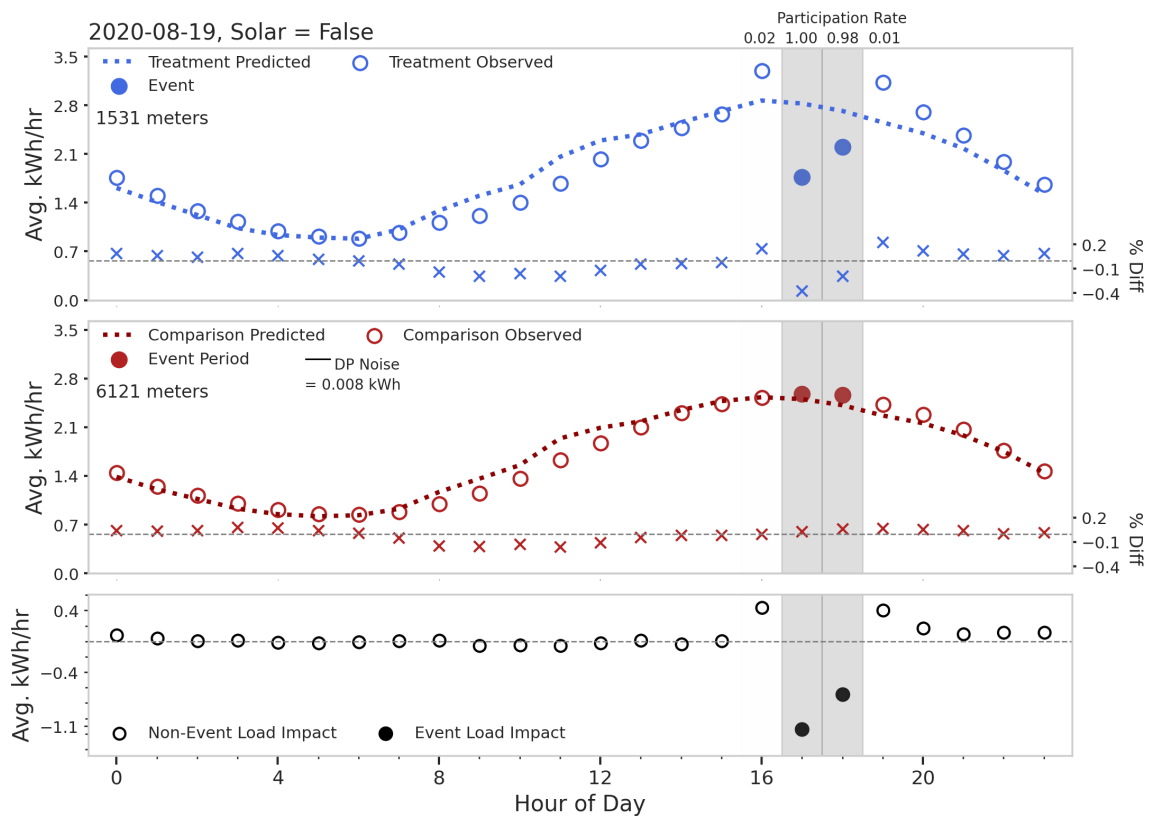 2020-08-19, Solar = False
Participation Rate
0.02 1.00 0.98 0.01
Treatment Predicted
Treatment Observed
Event
1531 meters
Avg. kWh/hr
3.5
2.8
2.1
1.4
0.7
0.0
0.2
−0.1
−0.4
% Diff
Comparison Predicted
Comparison Observed
Event Period
DP Noise
= 0.008 kWh
6121 meters
Avg. kWh/hr
3.5
2.8
2.1
1.4
0.7
0.0
0.2
−0.1
−0.4
% Diff
Avg. kWh/hr
0.4
−0.4
−1.1
Non-Event Load Impact
Event Load Impact
0 4 8 12 16 20
Hour of Day